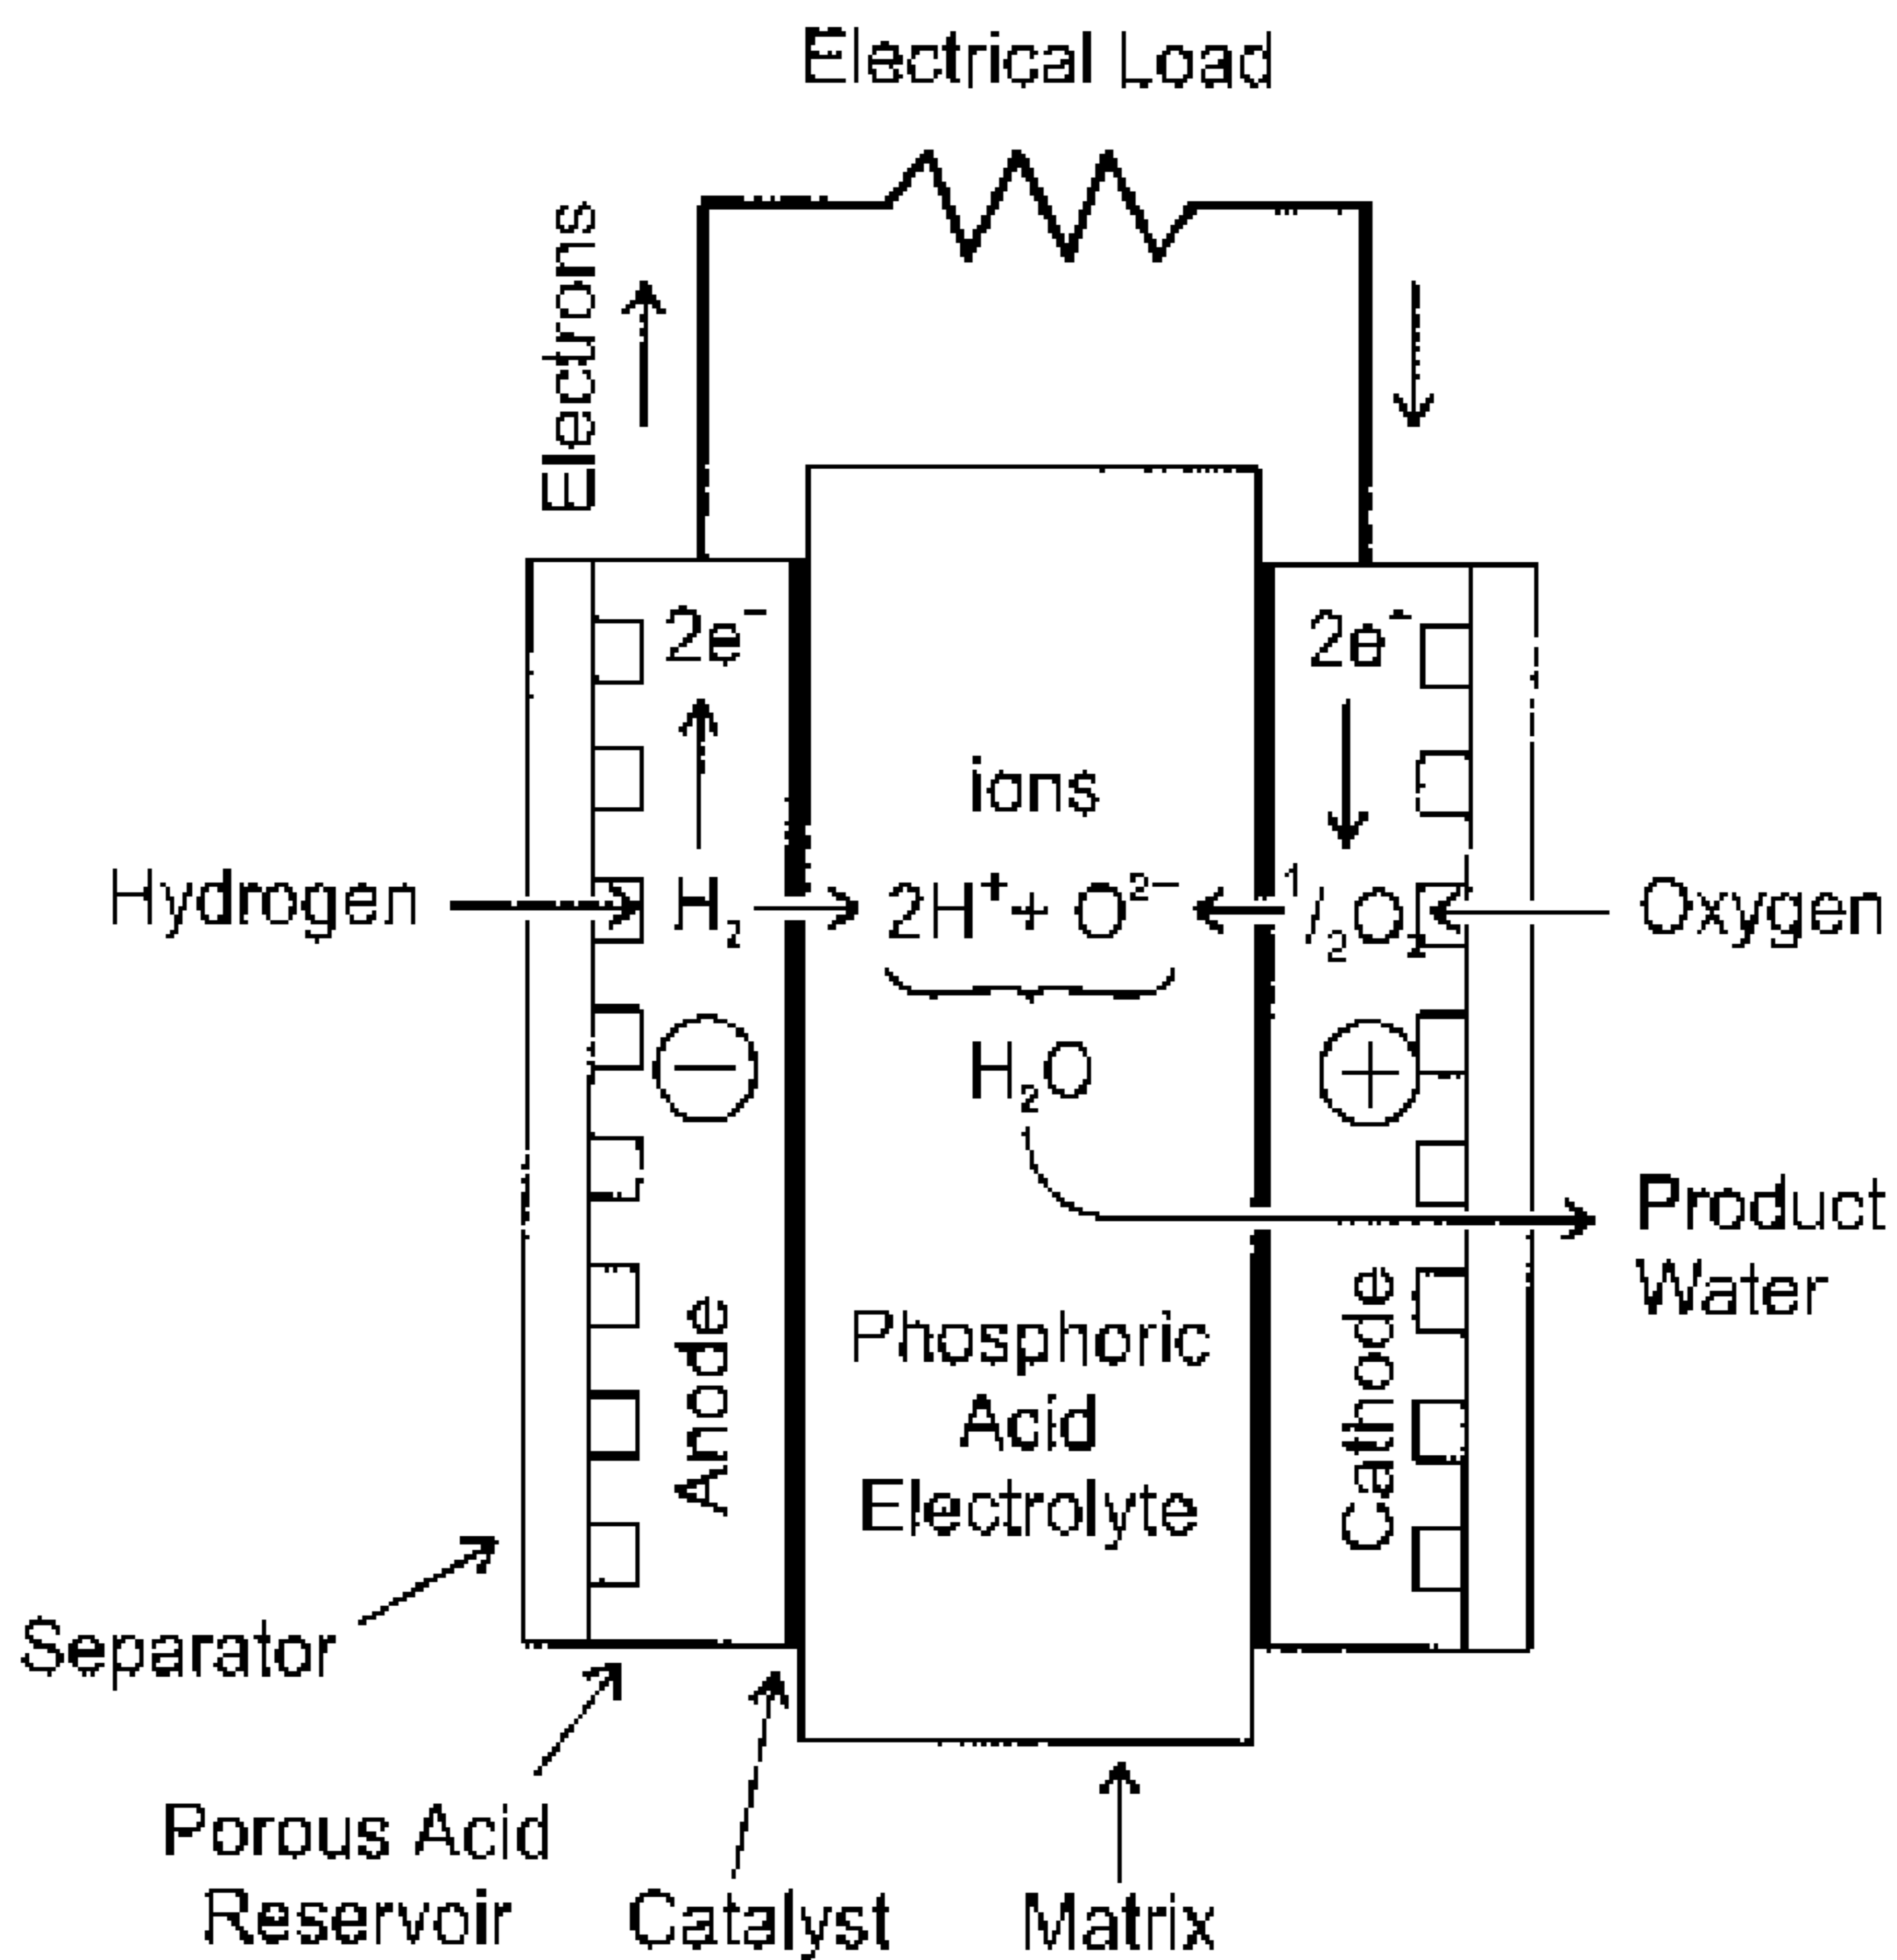 Electrical Load
Electrons
2e⁻
2e⁻
ions
Hydrogen
H₂
2H⁺+ O²⁻
¹/₂O₂
Oxygen
−
H₂O
+
Product
Water
Anode
Phosphoric
Acid
Electrolyte
Cathode
Separator
Porous Acid
Reservoir
Catalyst
Matrix